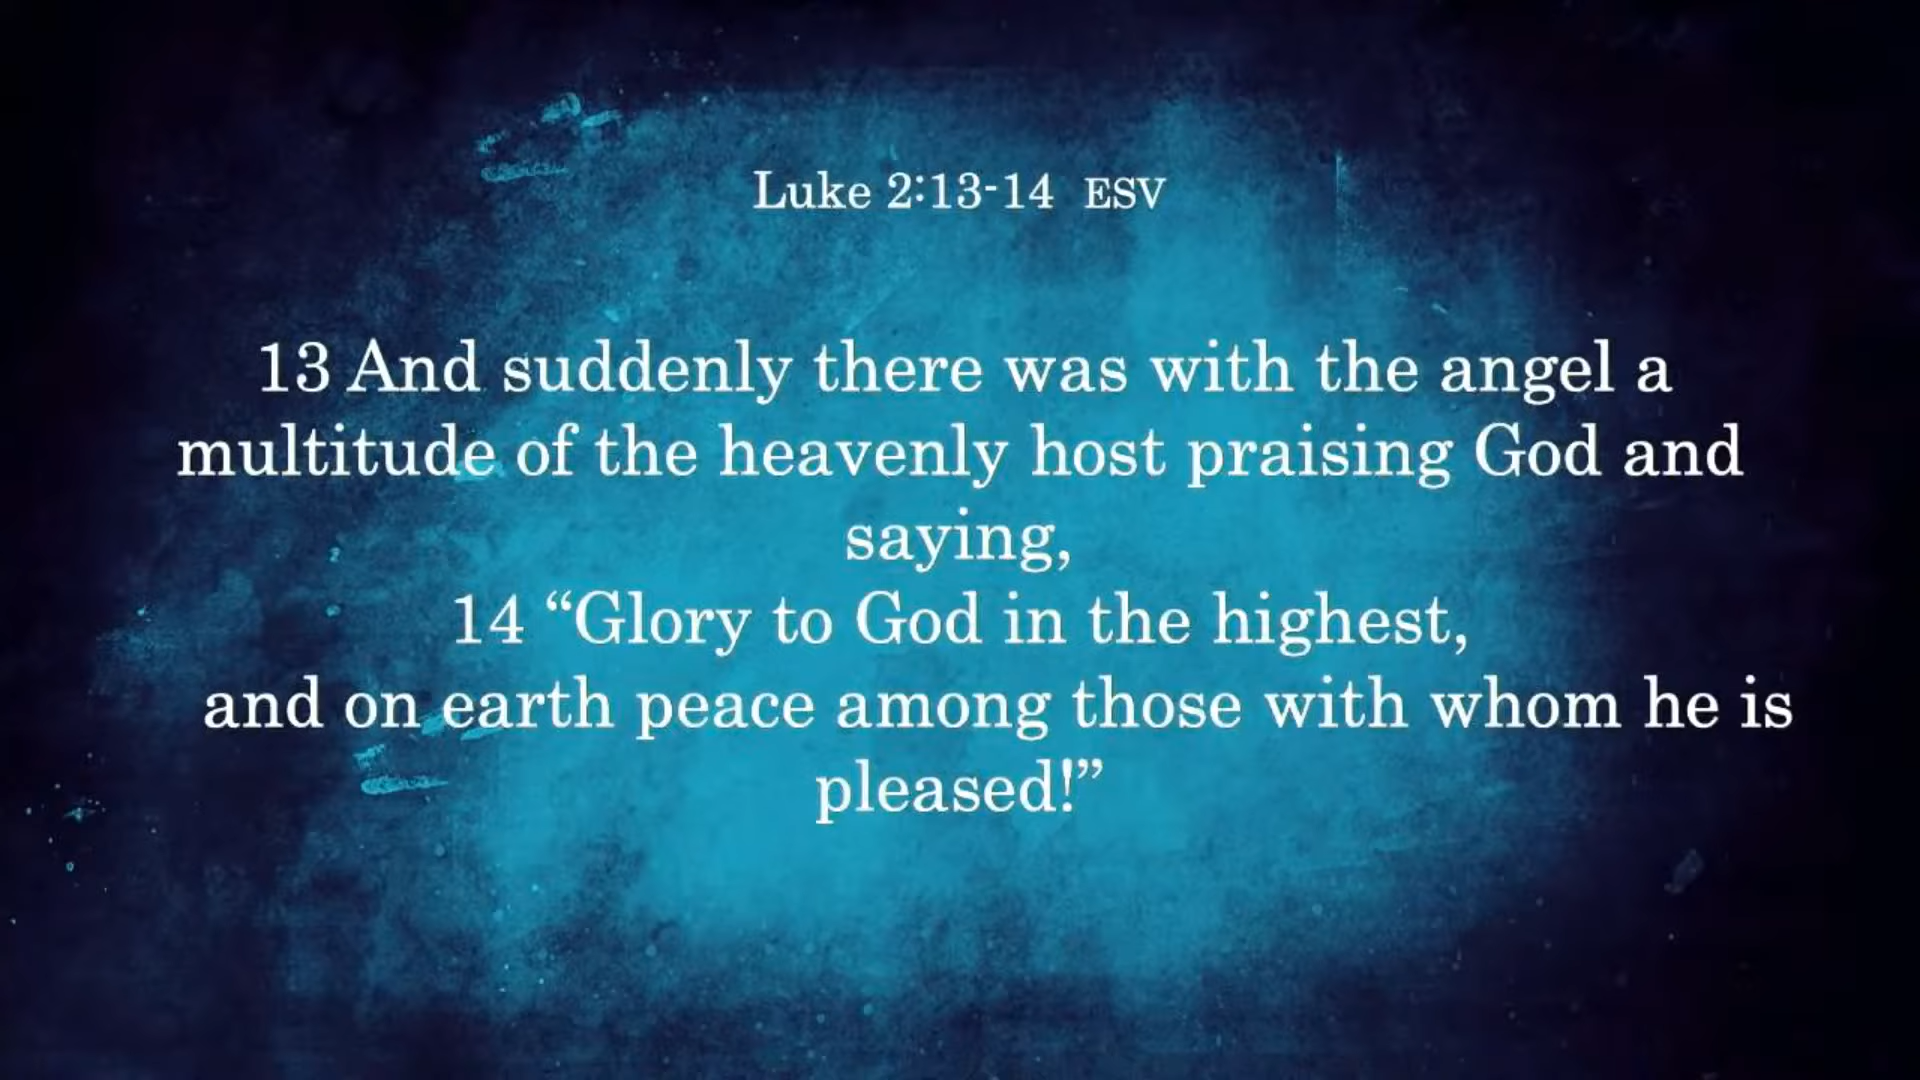 Luke 2:13-14 ESV
13 And suddenly there was with the angel a
multitude of the heavenly host praising God and
saying,
14 “Glory to God in the highest,
and on earth peace among those with whom he is
pleased!”